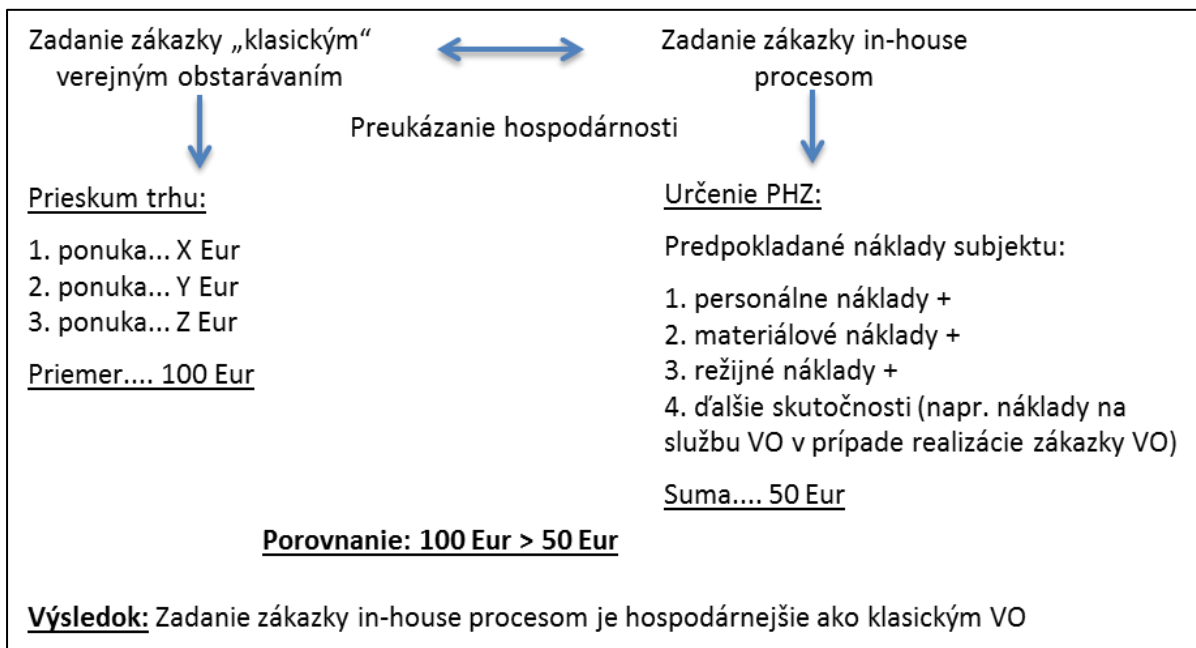 Zadanie zákazky „klasickým“
verejným obstarávaním
Zadanie zákazky in-house
procesom
Preukázanie hospodárnosti
Prieskum trhu:
1. ponuka... X Eur
2. ponuka... Y Eur
3. ponuka... Z Eur
Priemer.... 100 Eur
Určenie PHZ:
Predpokladané náklady subjektu:
1. personálne náklady +
2. materiálové náklady +
3. režijné náklady +
4. ďalšie skutočnosti (napr. náklady na
službu VO v prípade realizácie zákazky VO)
Suma.... 50 Eur
Porovnanie: 100 Eur > 50 Eur
Výsledok: Zadanie zákazky in-house procesom je hospodárnejšie ako klasickým VO